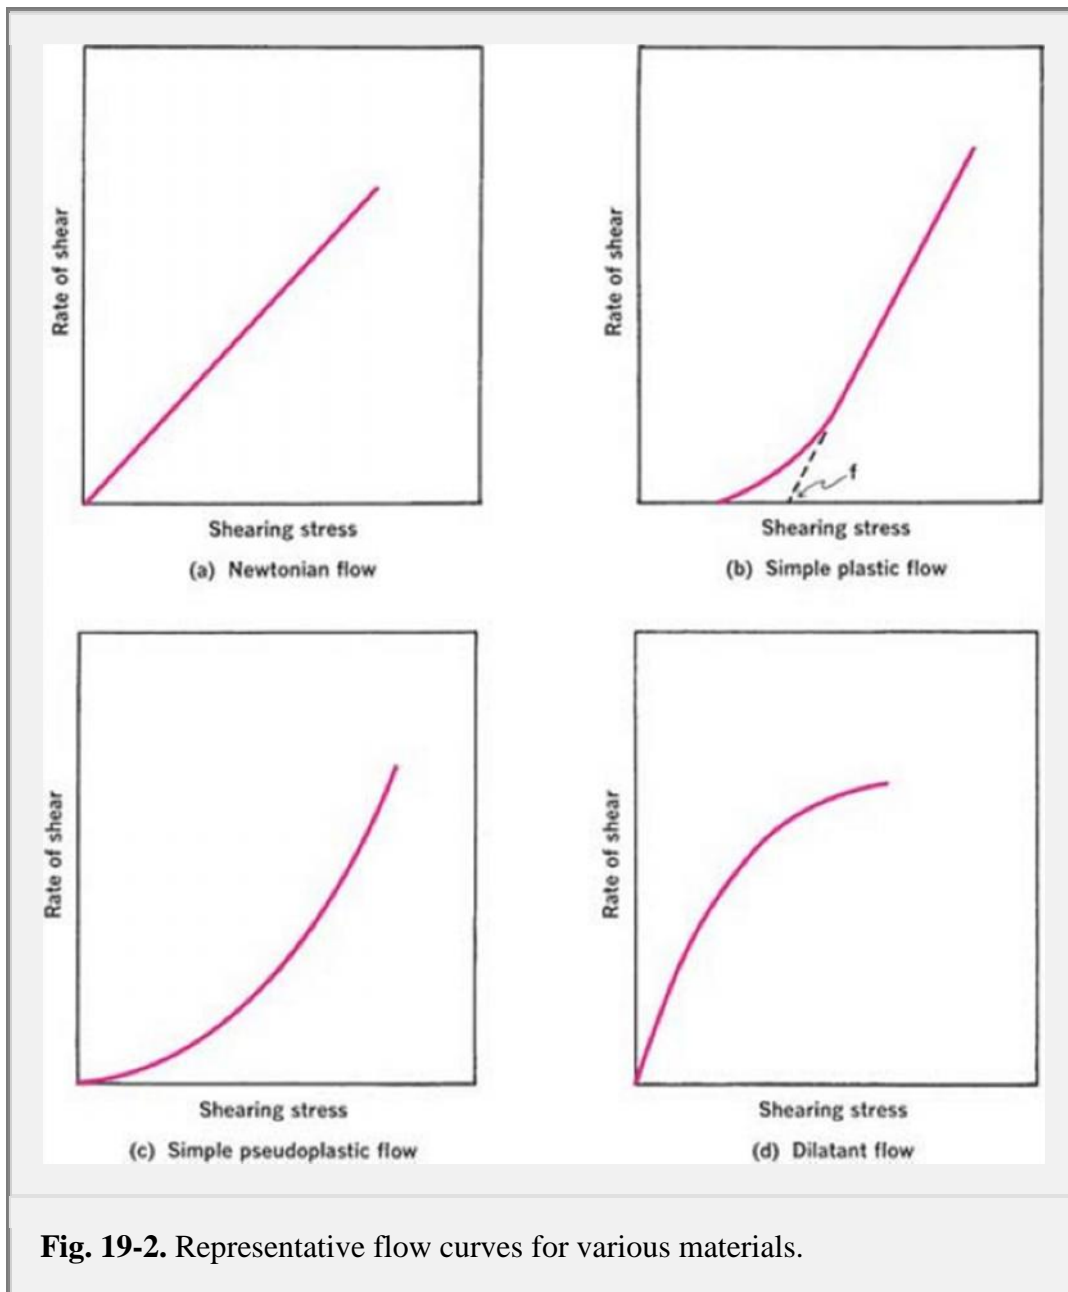 Rate of shear
Shearing stress
(a) Newtonian flow
Rate of shear
f
Shearing stress
(b) Simple plastic flow
Rate of shear
Shearing stress
(c) Simple pseudoplastic flow
Rate of shear
Shearing stress
(d) Dilatant flow
Fig. 19-2. Representative flow curves for various materials.